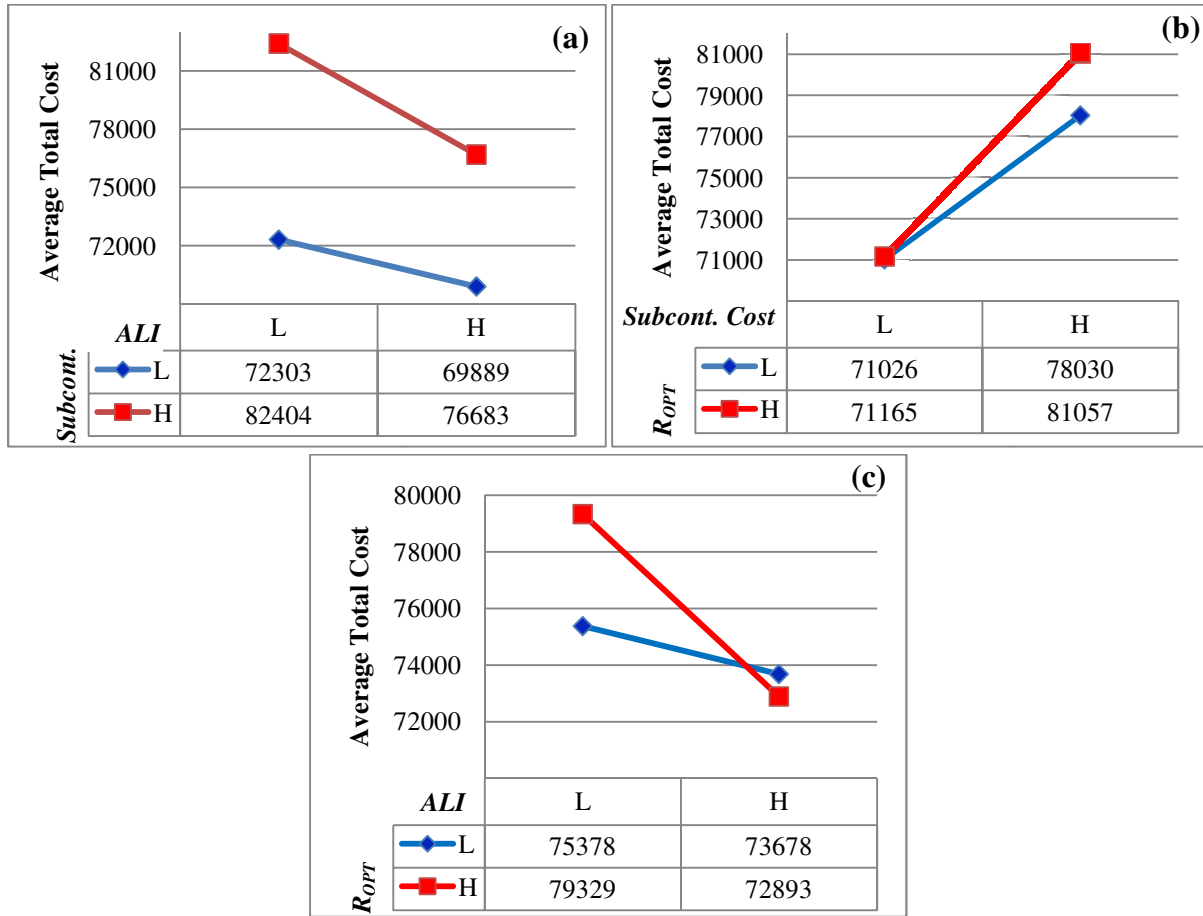 (a)
Average Total Cost
81000
78000
75000
72000
ALI L H
Subcont.
L 72303 69889
H 82404 76683
(b)
Average Total Cost
81000
79000
77000
75000
73000
71000
Subcont. Cost L H
R_OPT
L 71026 78030
H 71165 81057
(c)
Average Total Cost
80000
78000
76000
74000
72000
ALI L H
R_OPT
L 75378 73678
H 79329 72893